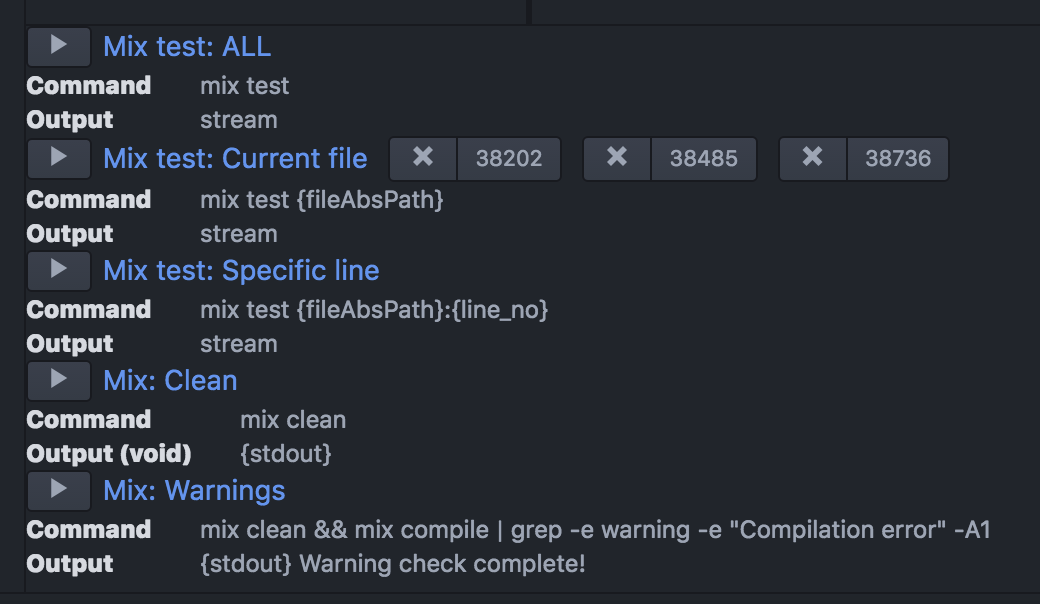 Mix test: ALL
Command mix test
Output stream
Mix test: Current file 38202 38485 38736
Command mix test {fileAbsPath}
Output stream
Mix test: Specific line
Command mix test {fileAbsPath}:{line_no}
Output stream
Mix: Clean
Command mix clean
Output (void) {stdout}
Mix: Warnings
Command mix clean && mix compile | grep -e warning -e "Compilation error" -A1
Output {stdout} Warning check complete!